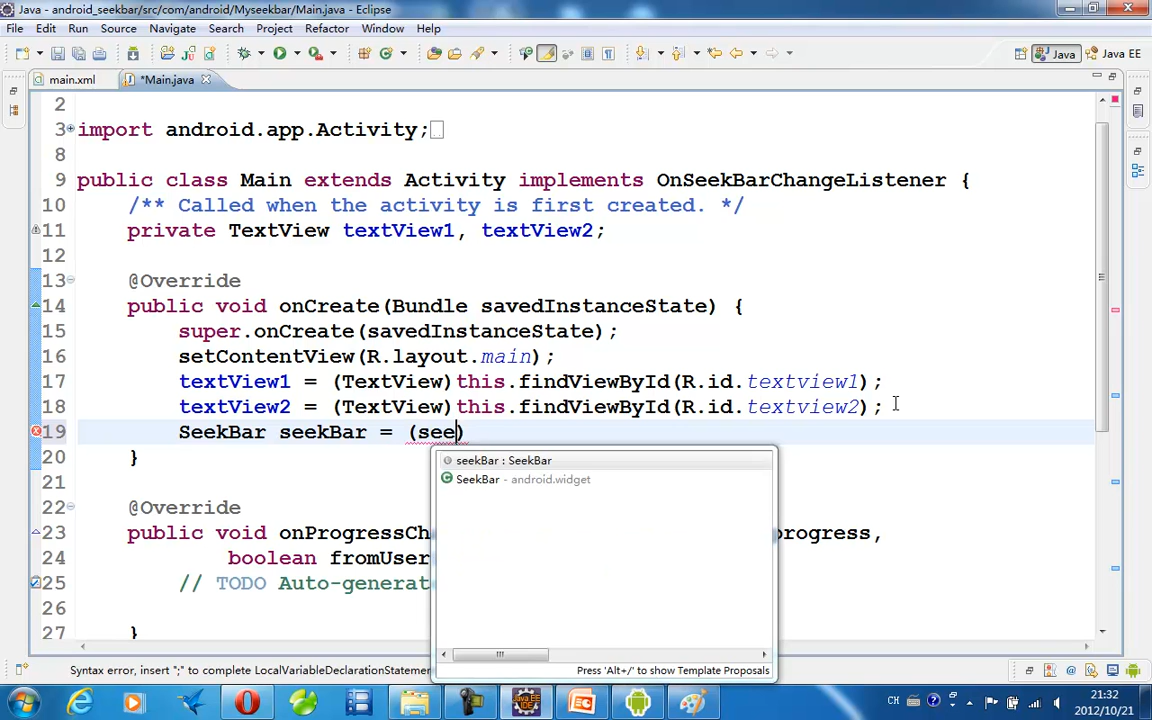 Java - android_seekbar/src/com/android/Myseekbar/Main.java - Eclipse
File Edit Run Source Navigate Search Project Refactor Window Help
Java Java EE
main.xml *Main.java
2
3 import android.app.Activity;
8
9 public class Main extends Activity implements OnSeekBarChangeListener {
10 /** Called when the activity is first created. */
11 private TextView textView1, textView2;
12
13 @Override
14 public void onCreate(Bundle savedInstanceState) {
15 super.onCreate(savedInstanceState);
16 setContentView(R.layout.main);
17 textView1 = (TextView)this.findViewById(R.id.textview1);
18 textView2 = (TextView)this.findViewById(R.id.textview2);
19 SeekBar seekBar = (see)
20 }
seekBar : SeekBar
SeekBar - android.widget
21
22 @Override
23 public void onProgressCh progress,
24 boolean fromUser
25 // TODO Auto-generat
26
27 }
Press 'Alt+/' to show Template Proposals
Syntax error, insert ";" to complete LocalVariableDeclarationStatemen
CH 21:32
2012/10/21